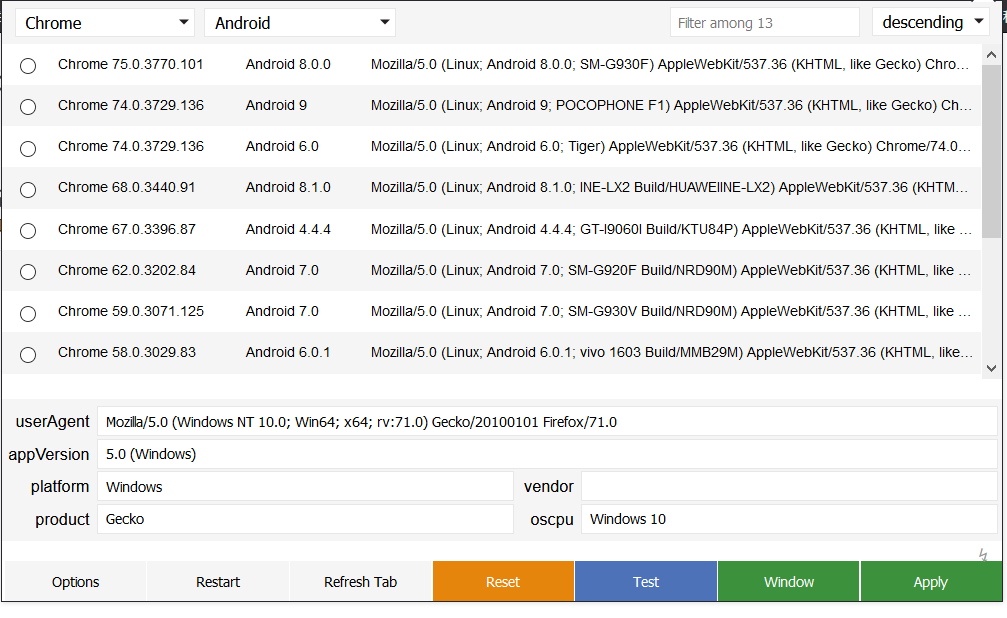 Chrome Android Filter among 13 descending
Chrome 75.0.3770.101 Android 8.0.0 Mozilla/5.0 (Linux; Android 8.0.0; SM-G930F) AppleWebKit/537.36 (KHTML, like Gecko) Chro...
Chrome 74.0.3729.136 Android 9 Mozilla/5.0 (Linux; Android 9; POCOPHONE F1) AppleWebKit/537.36 (KHTML, like Gecko) Ch...
Chrome 74.0.3729.136 Android 6.0 Mozilla/5.0 (Linux; Android 6.0; Tiger) AppleWebKit/537.36 (KHTML, like Gecko) Chrome/74.0...
Chrome 68.0.3440.91 Android 8.1.0 Mozilla/5.0 (Linux; Android 8.1.0; INE-LX2 Build/HUAWEIINE-LX2) AppleWebKit/537.36 (KHTM...
Chrome 67.0.3396.87 Android 4.4.4 Mozilla/5.0 (Linux; Android 4.4.4; GT-I9060I Build/KTU84P) AppleWebKit/537.36 (KHTML, like ...
Chrome 62.0.3202.84 Android 7.0 Mozilla/5.0 (Linux; Android 7.0; SM-G920F Build/NRD90M) AppleWebKit/537.36 (KHTML, like ...
Chrome 59.0.3071.125 Android 7.0 Mozilla/5.0 (Linux; Android 7.0; SM-G930V Build/NRD90M) AppleWebKit/537.36 (KHTML, like ...
Chrome 58.0.3029.83 Android 6.0.1 Mozilla/5.0 (Linux; Android 6.0.1; vivo 1603 Build/MMB29M) AppleWebKit/537.36 (KHTML, like...
userAgent Mozilla/5.0 (Windows NT 10.0; Win64; x64; rv:71.0) Gecko/20100101 Firefox/71.0
appVersion 5.0 (Windows)
platform Windows vendor
product Gecko oscpu Windows 10
Options Restart Refresh Tab Reset Test Window Apply